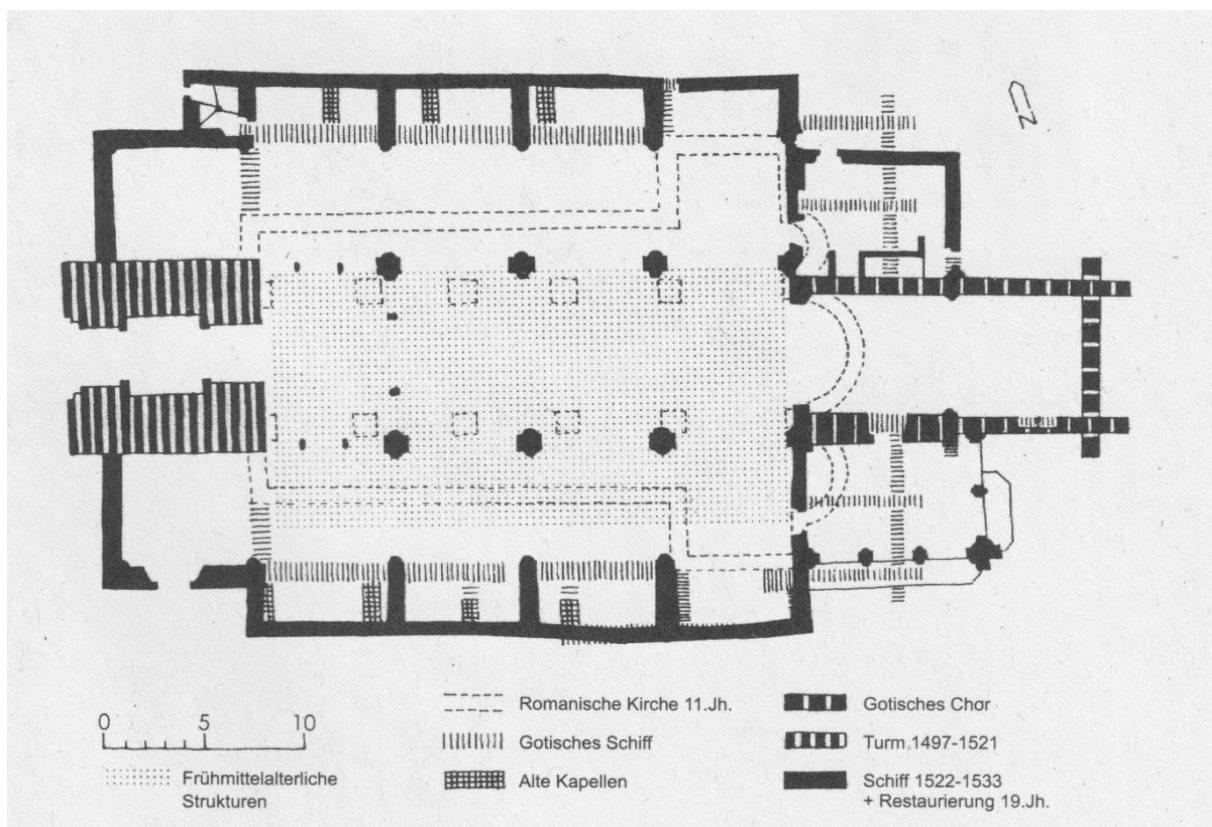 N
0 5 10
Frühmittelalterliche
Strukturen
Romanische Kirche 11.Jh.
Gotisches Schiff
Alte Kapellen
Gotisches Chor
Turm 1497-1521
Schiff 1522-1533
+ Restaurierung 19.Jh.